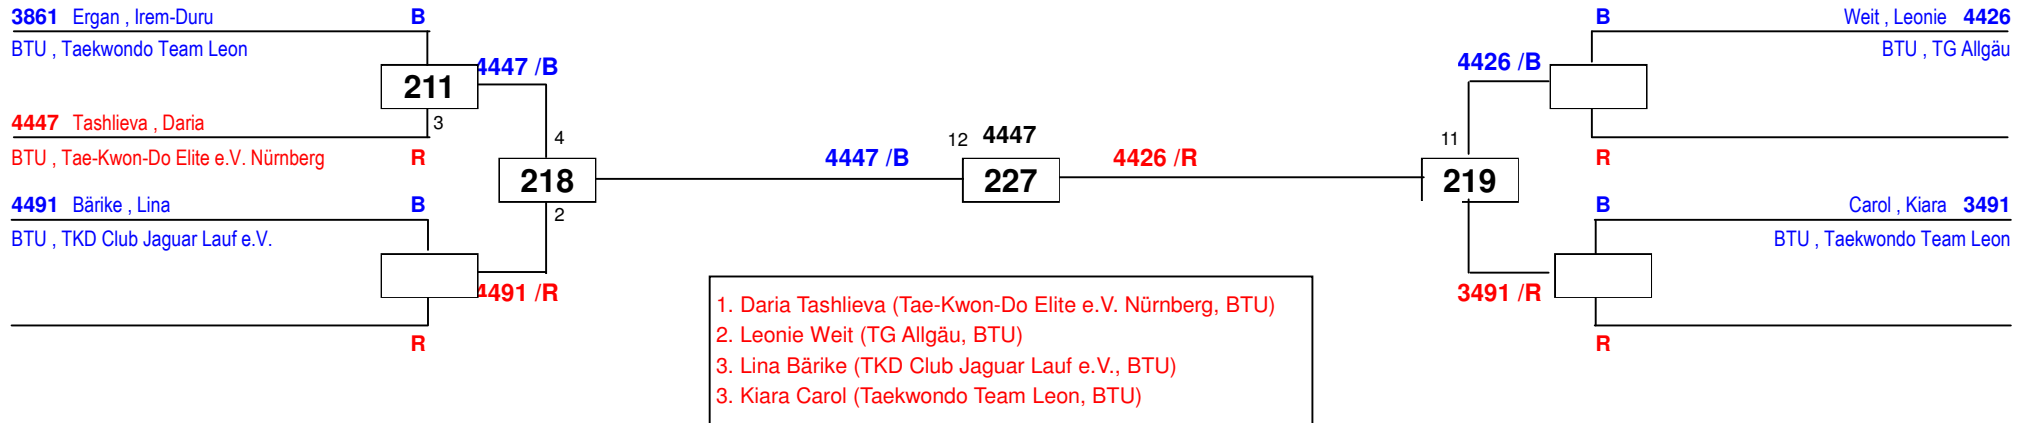 3861 Ergan , Irem-Duru B
BTU , Taekwondo Team Leon
4447 /B
211
4447 Tashlieva , Daria 3
BTU , Tae-Kwon-Do Elite e.V. Nürnberg R
4
218
2
4491 Bärike , Lina B
BTU , TKD Club Jaguar Lauf e.V.
4491 /R
R
12 4447
4447 /B 227 4426 /R
B Weit , Leonie 4426
BTU , TG Allgäu
4426 /B
R
11
219
B Carol , Kiara 3491
BTU , Taekwondo Team Leon
3491 /R
R
1. Daria Tashlieva (Tae-Kwon-Do Elite e.V. Nürnberg, BTU)
2. Leonie Weit (TG Allgäu, BTU)
3. Lina Bärike (TKD Club Jaguar Lauf e.V., BTU)
3. Kiara Carol (Taekwondo Team Leon, BTU)